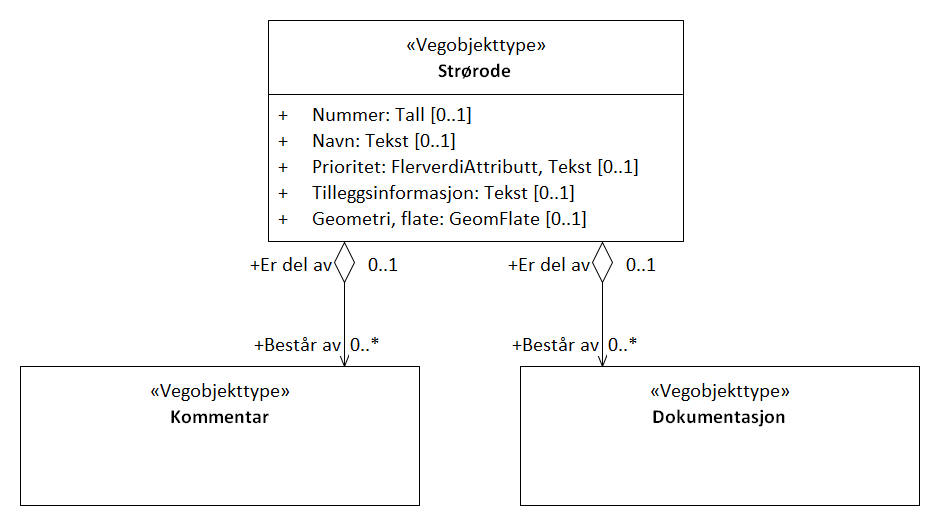 «Vegobjekttype»
Strørode
+ Nummer: Tall [0..1]
+ Navn: Tekst [0..1]
+ Prioritet: FlerverdiAttributt, Tekst [0..1]
+ Tilleggsinformasjon: Tekst [0..1]
+ Geometri, flate: GeomFlate [0..1]
+Er del av 0..1
+Er del av 0..1
+Består av 0..*
+Består av 0..*
«Vegobjekttype»
Kommentar
«Vegobjekttype»
Dokumentasjon